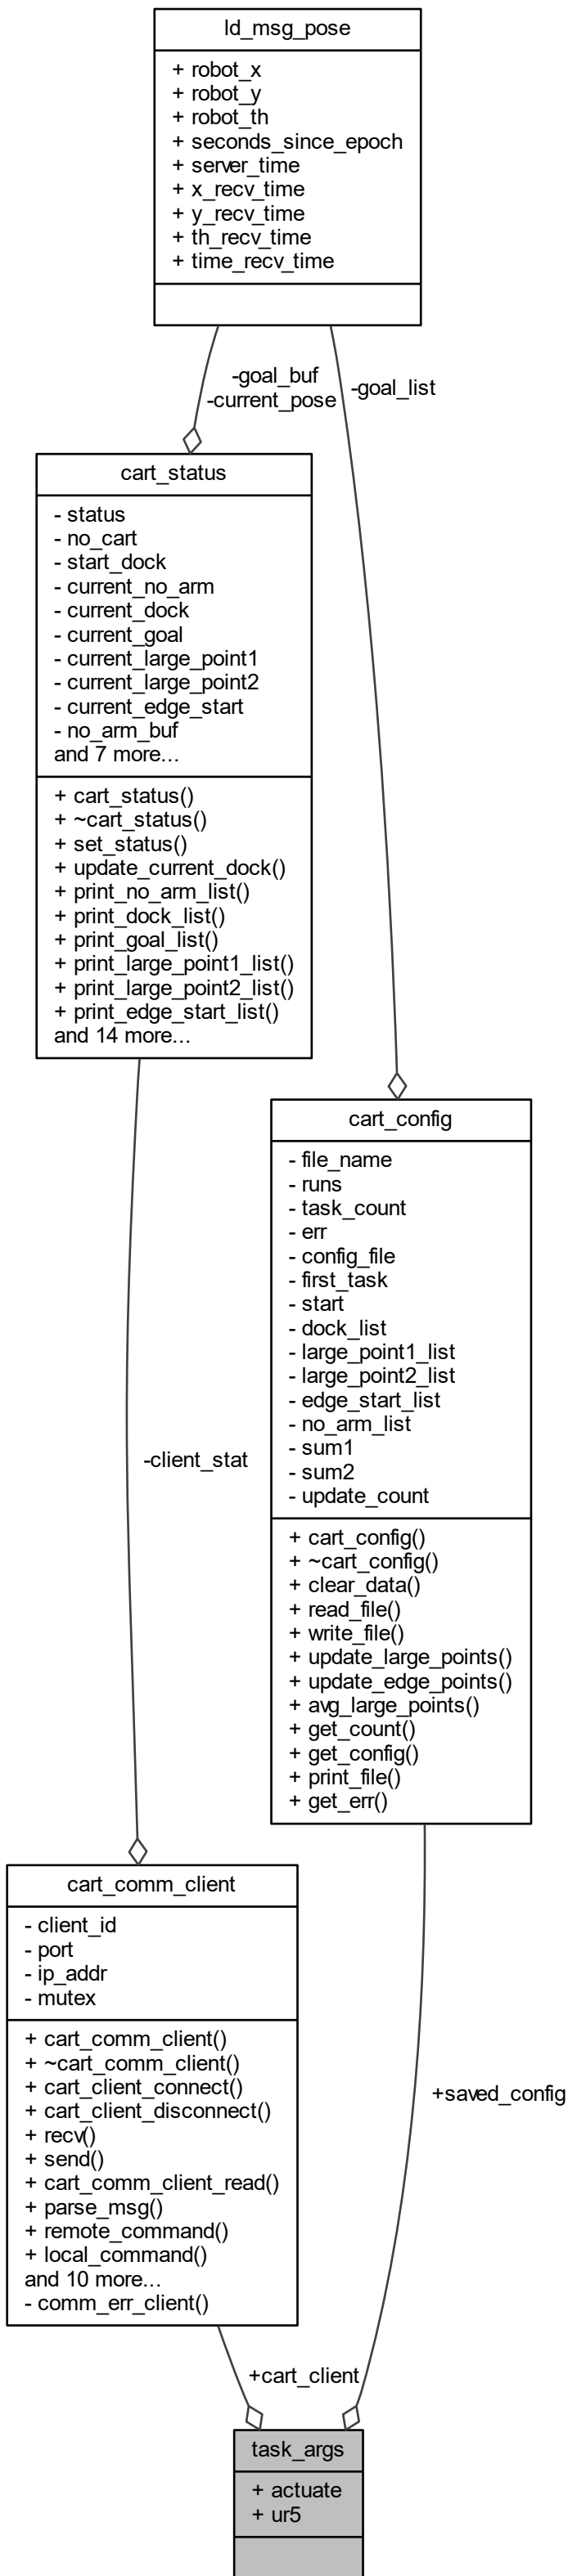 ld_msg_pose
+ robot_x
+ robot_y
+ robot_th
+ seconds_since_epoch
+ server_time
+ x_recv_time
+ y_recv_time
+ th_recv_time
+ time_recv_time
-goal_buf
-current_pose
-goal_list
cart_status
- status
- no_cart
- start_dock
- current_no_arm
- current_dock
- current_goal
- current_large_point1
- current_large_point2
- current_edge_start
- no_arm_buf
and 7 more...
+ cart_status()
+ ~cart_status()
+ set_status()
+ update_current_dock()
+ print_no_arm_list()
+ print_dock_list()
+ print_goal_list()
+ print_large_point1_list()
+ print_large_point2_list()
+ print_edge_start_list()
and 14 more...
cart_config
- file_name
- runs
- task_count
- err
- config_file
- first_task
- start
- dock_list
- large_point1_list
- large_point2_list
- edge_start_list
- no_arm_list
- sum1
- sum2
- update_count
+ cart_config()
+ ~cart_config()
+ clear_data()
+ read_file()
+ write_file()
+ update_large_points()
+ update_edge_points()
+ avg_large_points()
+ get_count()
+ get_config()
+ print_file()
+ get_err()
-client_stat
cart_comm_client
- client_id
- port
- ip_addr
- mutex
+ cart_comm_client()
+ ~cart_comm_client()
+ cart_client_connect()
+ cart_client_disconnect()
+ recv()
+ send()
+ cart_comm_client_read()
+ parse_msg()
+ remote_command()
+ local_command()
and 10 more...
- comm_err_client()
+saved_config
+cart_client
task_args
+ actuate
+ ur5